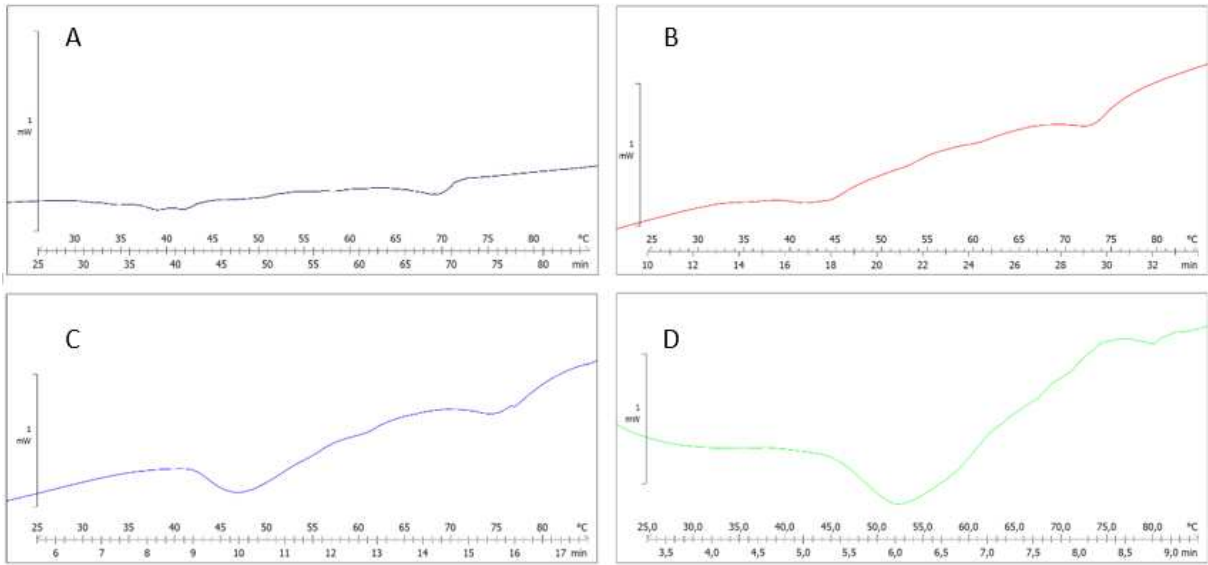 A
1
mW
30 35 40 45 50 55 60 65 70 75 80 °C
25 30 35 40 45 50 55 60 65 70 75 80 min
B
1
mW
25 30 35 40 45 50 55 60 65 70 75 80 °C
10 12 14 16 18 20 22 24 26 28 30 32 min
C
1
mW
25 30 35 40 45 50 55 60 65 70 75 80 °C
6 7 8 9 10 11 12 13 14 15 16 17 min
D
1
mW
25,0 30,0 35,0 40,0 45,0 50,0 55,0 60,0 65,0 70,0 75,0 80,0 °C
3,5 4,0 4,5 5,0 5,5 6,0 6,5 7,0 7,5 8,0 8,5 9,0 min